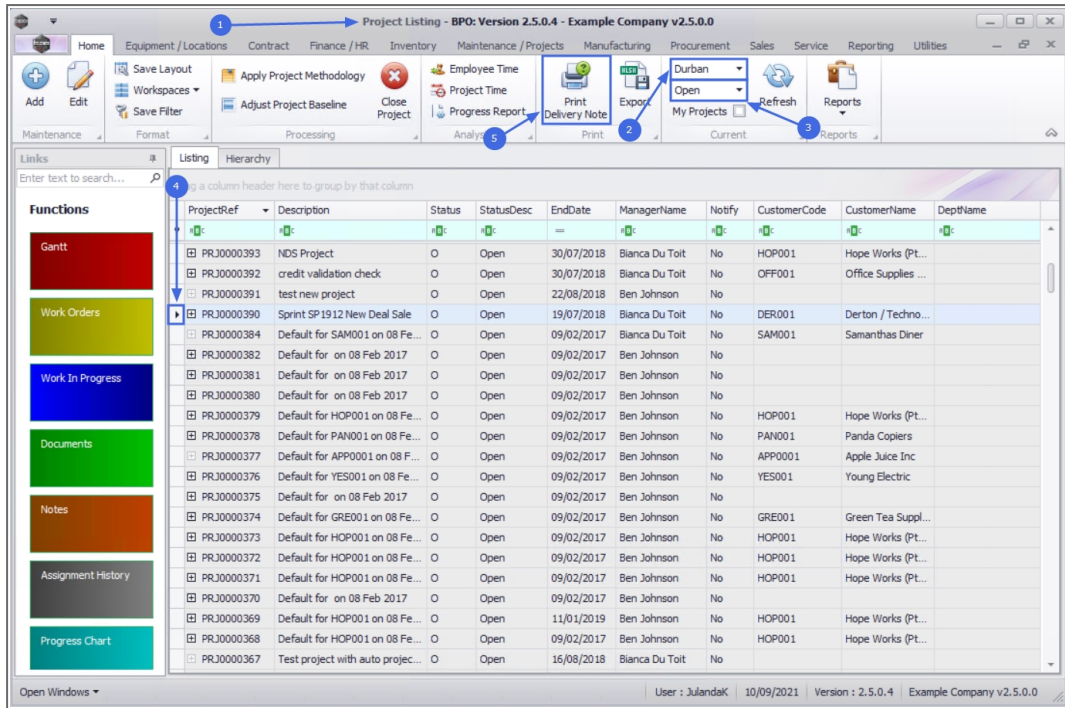 Project Listing - BPO: Version 2.5.0.4 - Example Company v2.5.0.0
1
Home Equipment / Locations Contract Finance / HR Inventory Maintenance / Projects Manufacturing Procurement Sales Service Reporting Utilities
Add
Edit
Maintenance
Save Layout
Workspaces
Save Filter
Format
Apply Project Methodology
Adjust Project Baseline
Close Project
Processing
Employee Time
Project Time
Progress Report
5
Print Delivery Note
Export
Print
2
Durban
Open
My Projects
3
Refresh
Current
Reports
Reports
Links
Enter text to search...
4
Functions
Gantt
Work Orders
Work In Progress
Documents
Notes
Assignment History
Progress Chart
Listing Hierarchy
a column header here to group by that column
ProjectRef Description Status StatusDesc EndDate ManagerName Notify CustomerCode CustomerName DeptName
PRJ0000393 NDS Project O Open 30/07/2018 Bianca Du Toit No HOP001 Hope Works (Pt...
PRJ0000392 credit validation check O Open 30/07/2018 Bianca Du Toit No OFF001 Office Supplies ...
PRJ0000391 test new project O Open 22/08/2018 Ben Johnson No
PRJ0000390 Sprint SP1912 New Deal Sale O Open 19/07/2018 Bianca Du Toit No DER001 Derton / Techno...
PRJ0000384 Default for SAM001 on 08 Feb... O Open 09/02/2017 Bianca Du Toit No SAM001 Samanthas Diner
PRJ0000382 Default for on 08 Feb 2017 O Open 09/02/2017 Ben Johnson No
PRJ0000381 Default for on 08 Feb 2017 O Open 09/02/2017 Ben Johnson No
PRJ0000380 Default for on 08 Feb 2017 O Open 09/02/2017 Ben Johnson No
PRJ0000379 Default for HOP001 on 08 Fe... O Open 09/02/2017 Ben Johnson No HOP001 Hope Works (Pt...
PRJ0000378 Default for PAN001 on 08 Fe... O Open 09/02/2017 Ben Johnson No PAN001 Panda Copiers
PRJ0000377 Default for APP0001 on 08 F... O Open 09/02/2017 Ben Johnson No APP0001 Apple Juice Inc
PRJ0000376 Default for YES001 on 08 Fe... O Open 09/02/2017 Ben Johnson No YES001 Young Electric
PRJ0000375 Default for on 08 Feb 2017 O Open 09/02/2017 Ben Johnson No
PRJ0000374 Default for GRE001 on 08 Fe... O Open 09/02/2017 Ben Johnson No GRE001 Green Tea Suppl...
PRJ0000373 Default for HOP001 on 08 Fe... O Open 09/02/2017 Ben Johnson No HOP001 Hope Works (Pt...
PRJ0000372 Default for HOP001 on 08 Fe... O Open 09/02/2017 Ben Johnson No HOP001 Hope Works (Pt...
PRJ0000371 Default for HOP001 on 08 Fe... O Open 09/02/2017 Ben Johnson No HOP001 Hope Works (Pt...
PRJ0000370 Default for on 08 Feb 2017 O Open 09/02/2017 Ben Johnson No
PRJ0000369 Default for HOP001 on 08 Fe... O Open 11/01/2019 Ben Johnson No HOP001 Hope Works (Pt...
PRJ0000368 Default for HOP001 on 08 Fe... O Open 09/02/2017 Ben Johnson No HOP001 Hope Works (Pt...
PRJ0000367 Test project with auto projec... O Open 16/08/2018 Bianca Du Toit No
Open Windows User : JulandaK 10/09/2021 Version : 2.5.0.4 Example Company v2.5.0.0